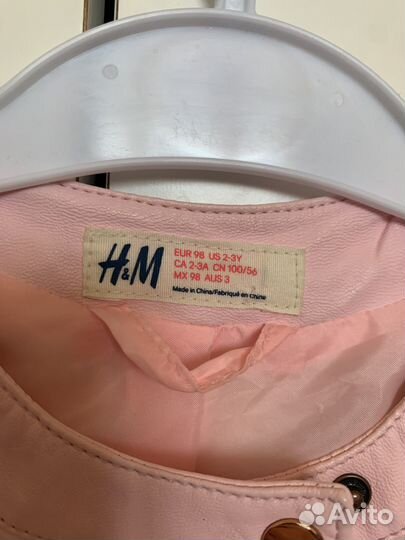 H&M
EUR 98 US 2-3Y
CA 2-3A CN 100/56
MX 98 AUS 3
Made in China/Fabriqué en Chine
Avito